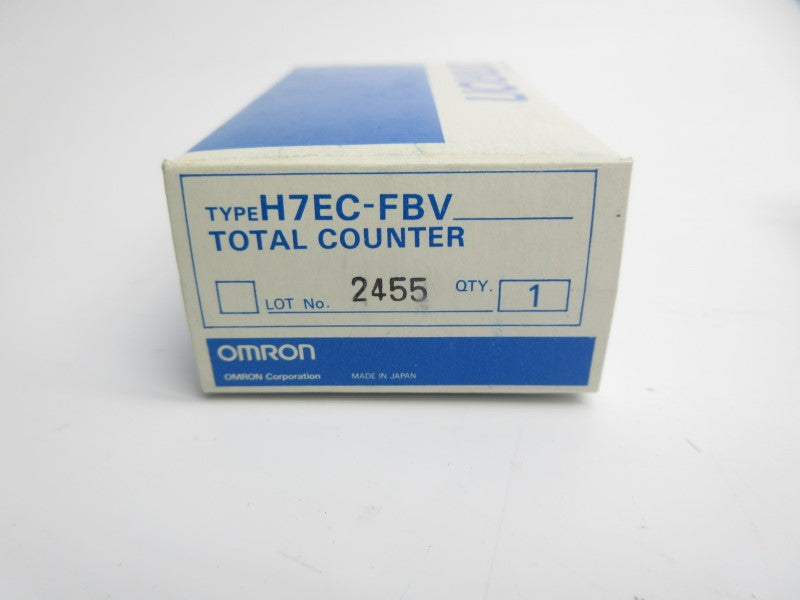 TYPE H7EC-FBV
TOTAL COUNTER
LOT No. 2455 QTY. 1
OMRON
OMRON Corporation MADE IN JAPAN